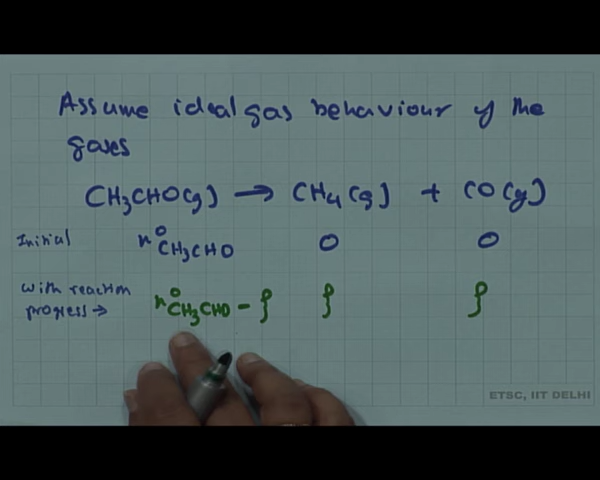 Assume ideal gas behaviour of the
gases
CH3CHO(g) → CH4(g) + CO(g)
Initial n°CH3CHO 0 0
With reaction
progress → n°CH3CHO - ξ ξ ξ
ETSC, IIT DELHI